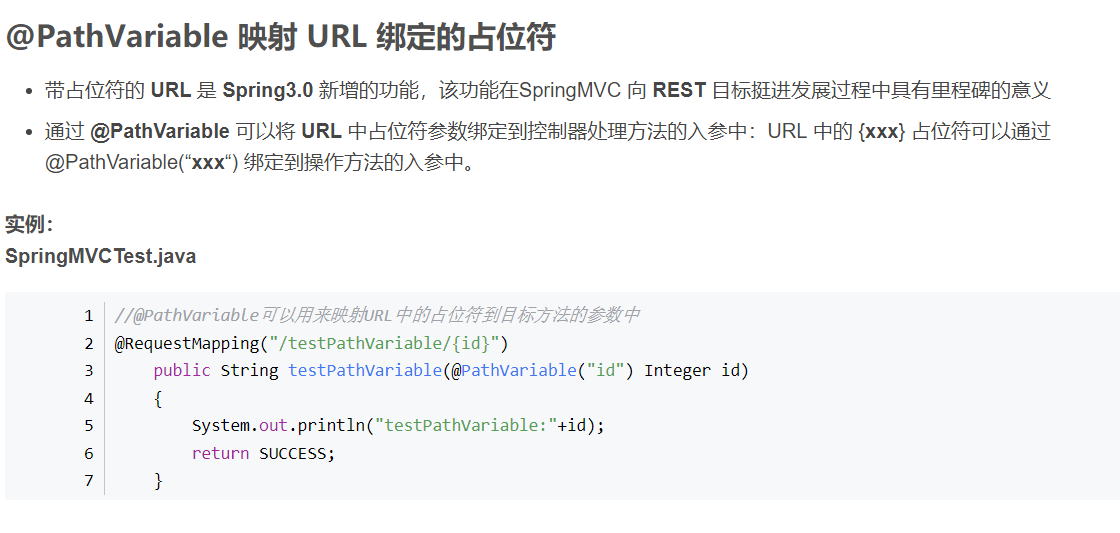 @PathVariable 映射 URL 绑定的占位符
• 带占位符的 URL 是 Spring3.0 新增的功能，该功能在SpringMVC 向 REST 目标挺进发展过程中具有里程碑的意义
• 通过 @PathVariable 可以将 URL 中占位符参数绑定到控制器处理方法的入参中：URL 中的 {xxx} 占位符可以通过
@PathVariable(“xxx“) 绑定到操作方法的入参中。
实例：
SpringMVCTest.java
1 //@PathVariable可以用来映射URL中的占位符到目标方法的参数中
2 @RequestMapping("/testPathVariable/{id}")
3     public String testPathVariable(@PathVariable("id") Integer id)
4     {
5         System.out.println("testPathVariable:"+id);
6         return SUCCESS;
7     }